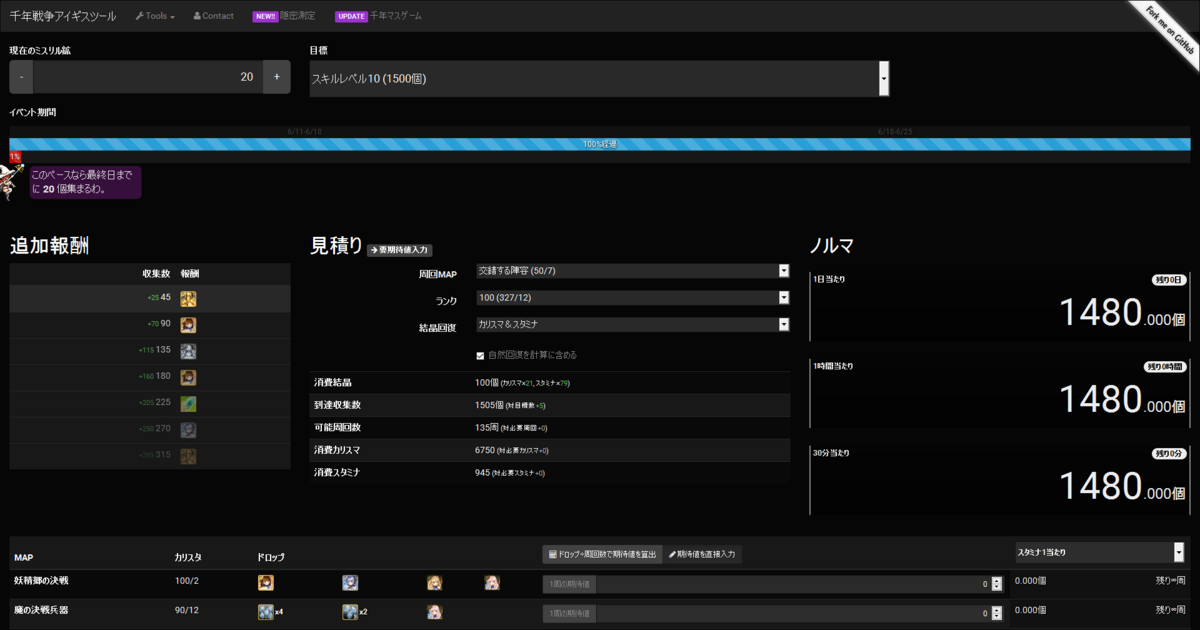 千年戦争アイギスツール Tools Contact NEW!! 隠密測定 UPDATE 千年マスゲーム
Fork me on GitHub
現在のミスリル鉱
- 20 +
目標
スキルレベル10 (1500個)
イベント期間
6/11-6/18 6/18-6/25
100%経過
1%
このペースなら最終日まで
に 20 個集まるわ。
追加報酬
収集数 報酬
+25 45
+70 90
+115 135
+160 180
+205 225
+250 270
+295 315
見積り 要期待値入力
周回MAP 交錯する陣容 (50/7)
ランク 100 (327/12)
結晶回復 カリスマ&スタミナ
自然回復を計算に含める
消費結晶 100個 (カリスマ×21, スタミナ×79)
到達収集数 1505個 (対目標数+5)
可能周回数 135周 (対必要周回+0)
消費カリスマ 6750 (対必要カリスマ+0)
消費スタミナ 945 (対必要スタミナ+0)
ノルマ
1日当たり 残り0日
1480.000個
1時間当たり 残り0時間
1480.000個
30分当たり 残り0分
1480.000個
MAP カリスタ ドロップ ドロップ÷周回数で期待値を算出 期待値を直接入力 スタミナ1当たり
妖精郷の決戦 100/2 1周の期待値 0 0.000個 残り∞周
魔の決戦兵器 90/12 x4 x2 1周の期待値 0 0.000個 残り∞周